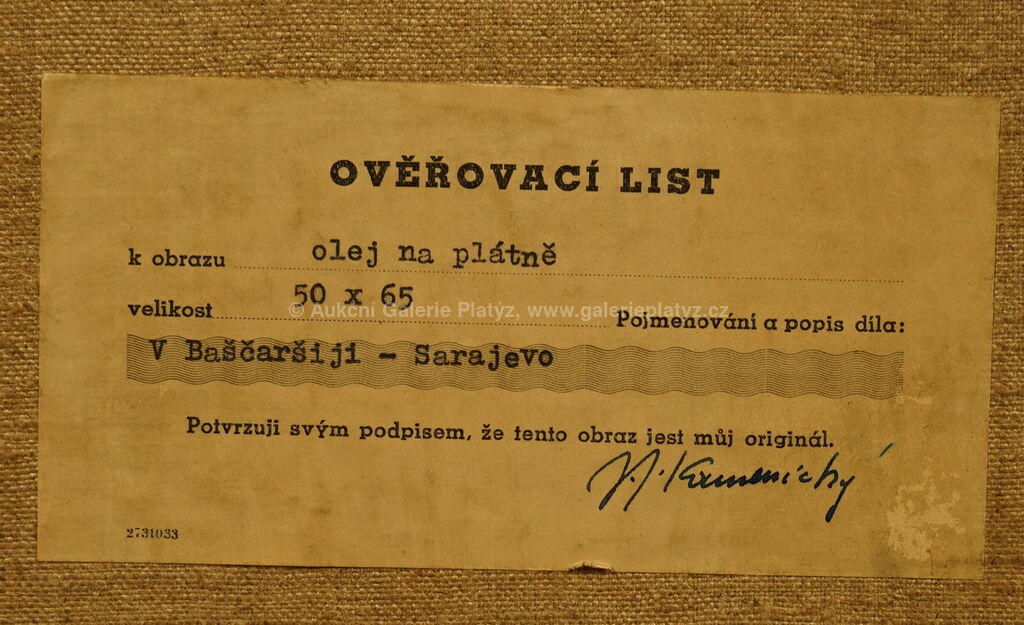 OVĚŘOVACÍ LIST
k obrazu olej na plátně
velikost 50 x 65 Pojmenování a popis díla:
© Aukční Galerie Platýz, www.galerieplatyz.cz
V Baščaršiji - Sarajevo
Potvrzuji svým podpisem, že tento obraz jest můj originál.
J. J. Kamenický
2731033